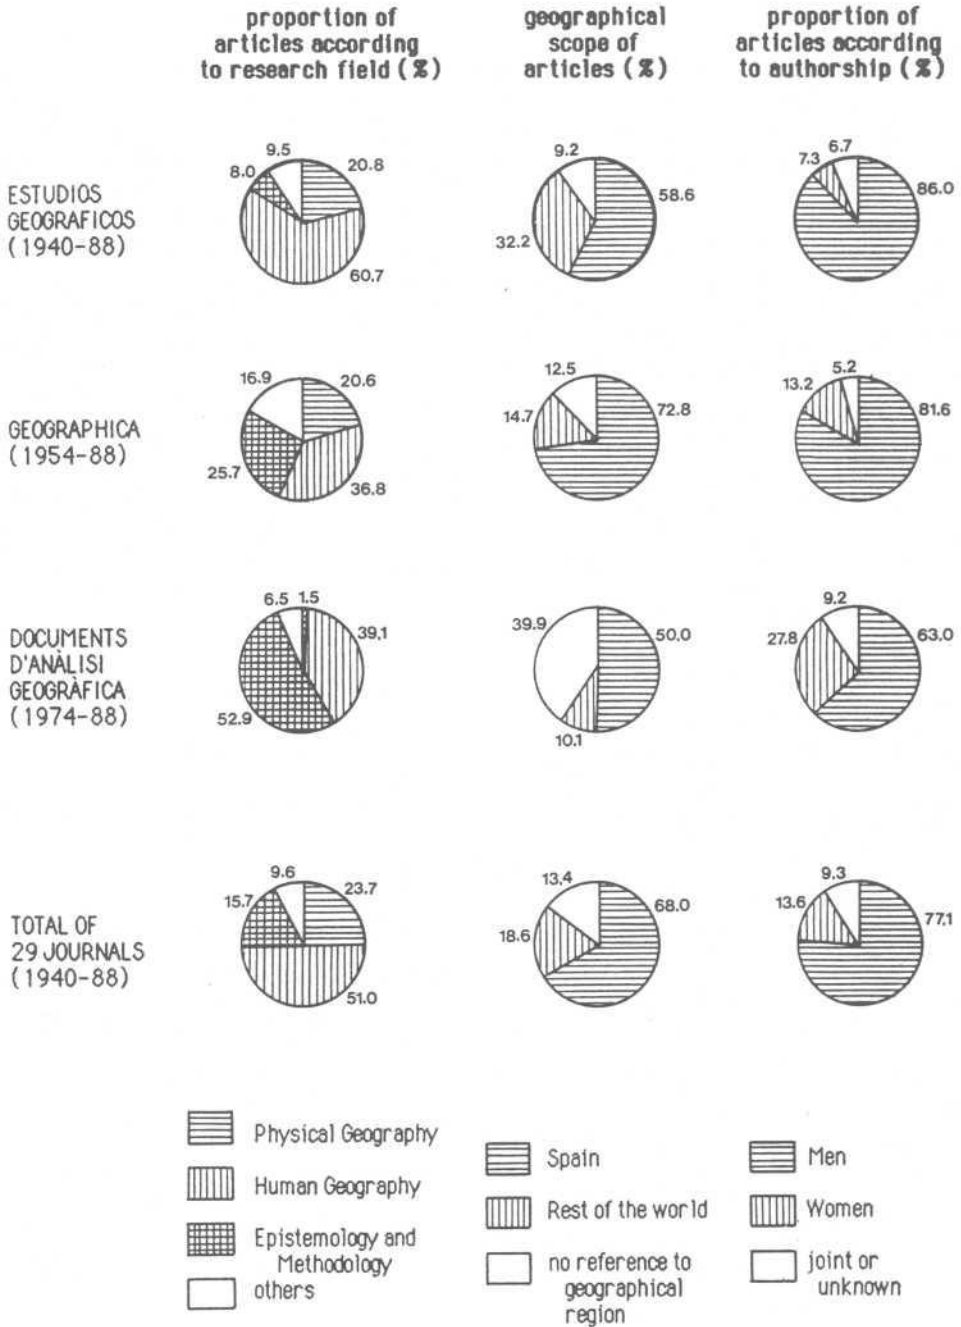 proportion of
articles according
to research field (%)
geographical
scope of
articles (%)
proportion of
articles according
to authorship (%)
ESTUDIOS
GEOGRAFICOS
(1940-88)
9.5
8.0
20.8
60.7
9.2
58.6
32.2
6.7
7.3
86.0
GEOGRAPHICA
(1954-88)
16.9
20.6
25.7
36.8
12.5
14.7
72.8
5.2
13.2
81.6
DOCUMENTS
D'ANÀLISI
GEOGRÀFICA
(1974-88)
6.5
1.5
39.1
52.9
39.9
50.0
10.1
9.2
27.8
63.0
TOTAL OF
29 JOURNALS
(1940-88)
9.6
15.7
23.7
51.0
13.4
18.6
68.0
9.3
13.6
77.1
Physical Geography
Human Geography
Epistemology and
Methodology
others
Spain
Rest of the world
no reference to
geographical
region
Men
Women
joint or
unknown